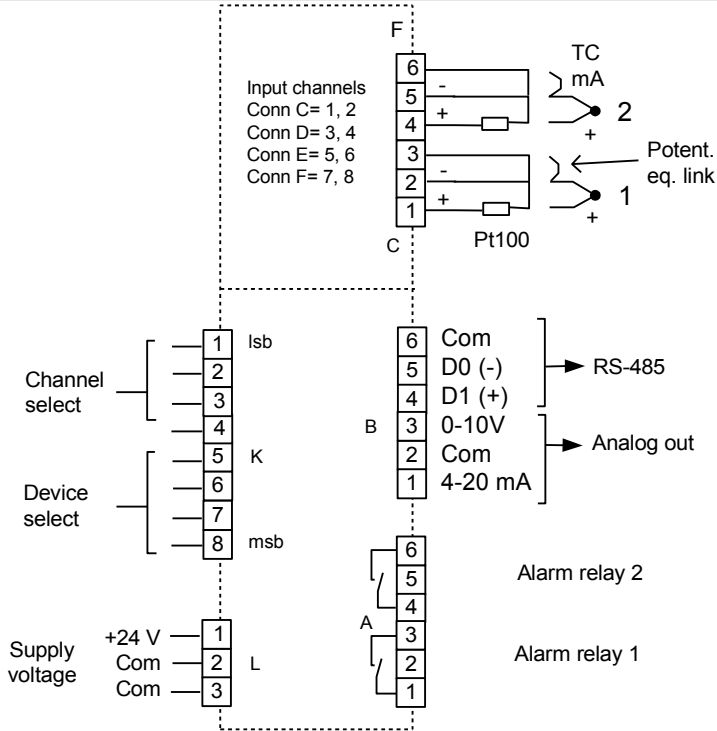 F
TC
mA
6
5
4
3
2
1
-
+
-
+
2
+
1
+
Input channels
Conn C= 1, 2
Conn D= 3, 4
Conn E= 5, 6
Conn F= 7, 8
Potent.
eq. link
C
Pt100
Channel
select
1
2
3
4
5
6
7
8
lsb
K
msb
Device
select
6
5
4
3
2
1
Com
D0 (-)
D1 (+)
0-10V
Com
4-20 mA
B
RS-485
Analog out
6
5
4
3
2
1
A
Alarm relay 2
Alarm relay 1
Supply
voltage
+24 V
Com
Com
1
2
3
L